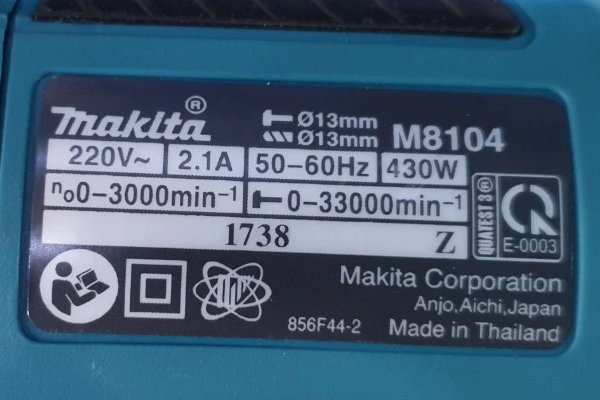 makita®
Ø13mm
Ø13mm
M8104
220V~ 2.1A 50-60Hz 430W
no0-3000min-1 0-33000min-1
1738 Z
QUATEST 3® E-0003
Makita Corporation
Anjo,Aichi,Japan
856F44-2 Made in Thailand